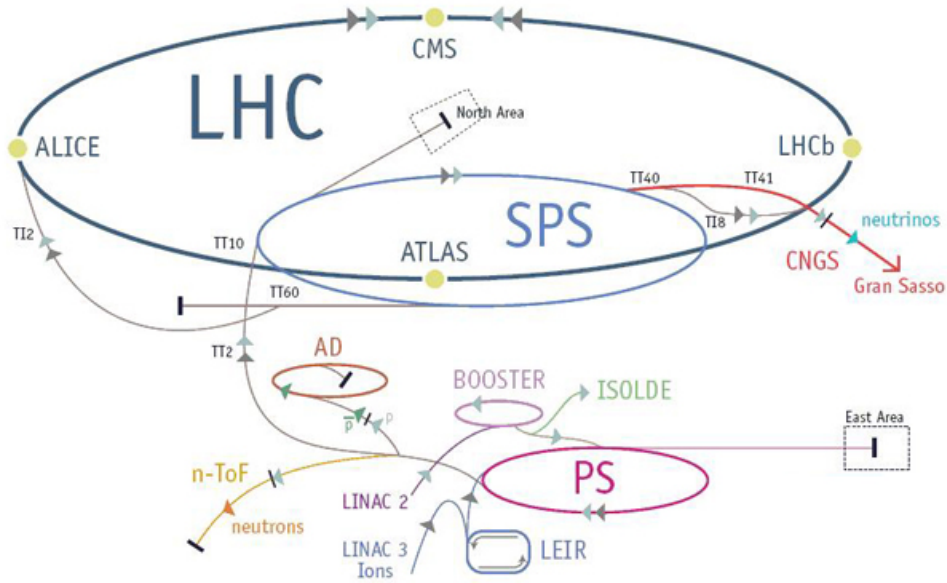 CMS
LHC
North Area
ALICE
LHCb
TT40
TT41
SPS
TI8
neutrinos
TI2
TT10
ATLAS
CNGS
Gran Sasso
TT60
TT2
AD
BOOSTER
ISOLDE
p̅
p
East Area
n-ToF
PS
LINAC 2
neutrons
LINAC 3
Ions
LEIR